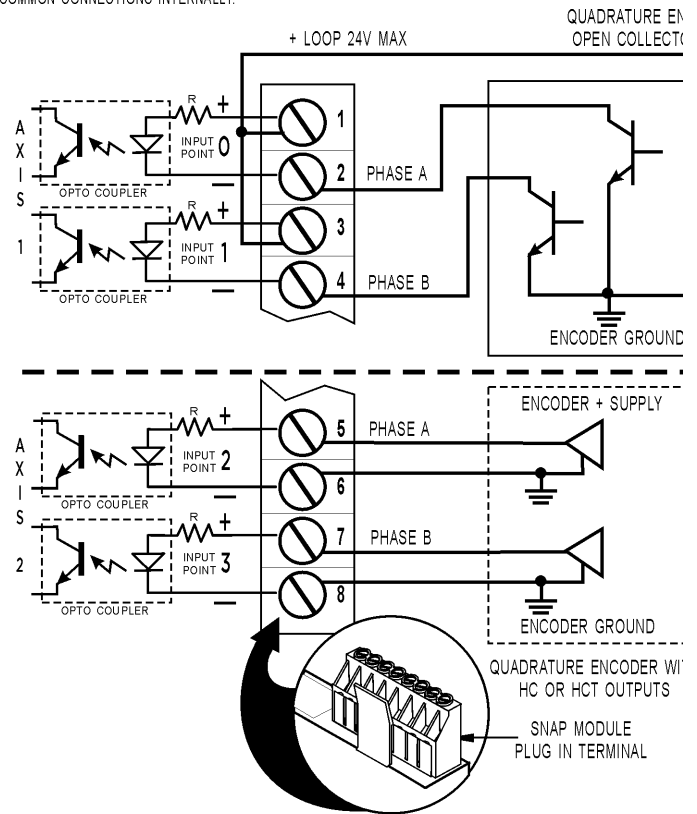 COMMON CONNECTIONS INTERNALLY.
QUADRATURE
OPEN
+ LOOP 24V MAX
AXIS 1
R +
INPUT POINT 0
−
OPTO COUPLER
R +
INPUT POINT 1
−
OPTO COUPLER
1
2 PHASE A
3
4 PHASE B
ENCODER GROUND
ENCODER + SUPPLY
AXIS 2
R +
INPUT POINT 2
−
OPTO COUPLER
R +
INPUT POINT 3
−
OPTO COUPLER
5 PHASE A
6
7 PHASE B
8
ENCODER GROUND
QUADRATURE ENCODER
HC OR HCT OUTPUTS
SNAP MODULE
PLUG IN TERMINAL